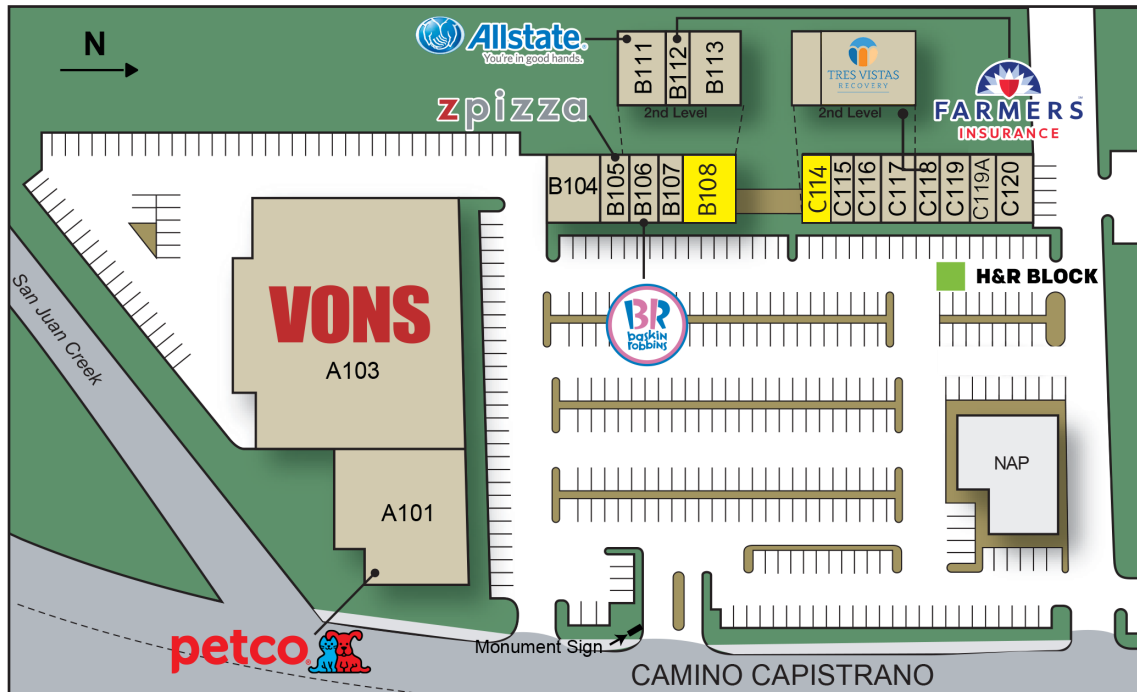 N
Allstate®
You're in good hands.
B111
B112
B113
2nd Level
TRES VISTAS
RECOVERY
2nd Level
FARMERS
INSURANCE
zpizza
B104
B105
B106
B107
B108
C114
C115
C116
C117
C118
C119
C119A
C120
San Juan Creek
VONS
A103
BR
baskin
robbins
H&R BLOCK
NAP
A101
petco
Monument Sign
CAMINO CAPISTRANO